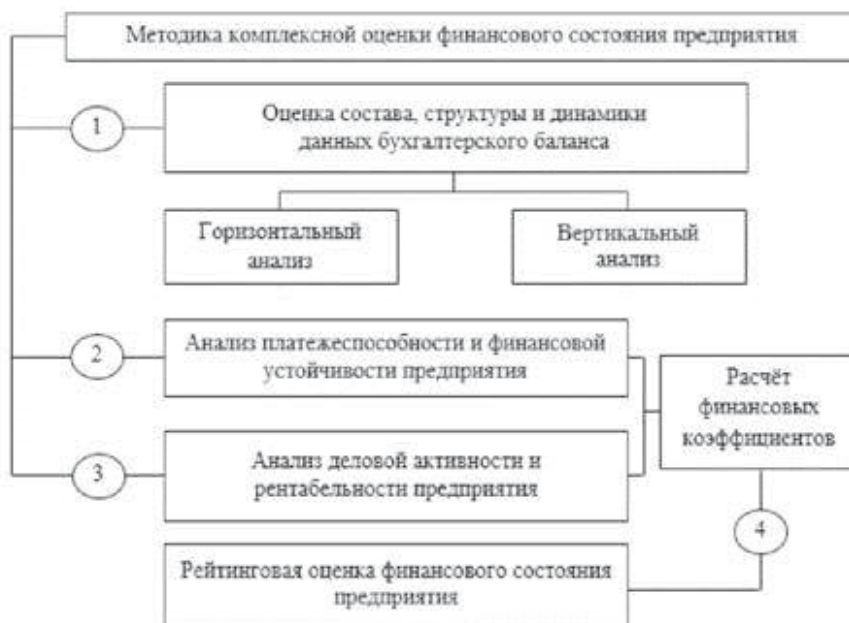 Методика комплексной оценки финансового состояния предприятия
1
Оценка состава, структуры и динамики
данных бухгалтерского баланса
Горизонтальный
анализ
Вертикальный
анализ
2
Анализ платежеспособности и финансовой
устойчивости предприятия
Расчёт
финансовых
коэффициентов
3
Анализ деловой активности и
рентабельности предприятия
4
Рейтинговая оценка финансового состояния
предприятия